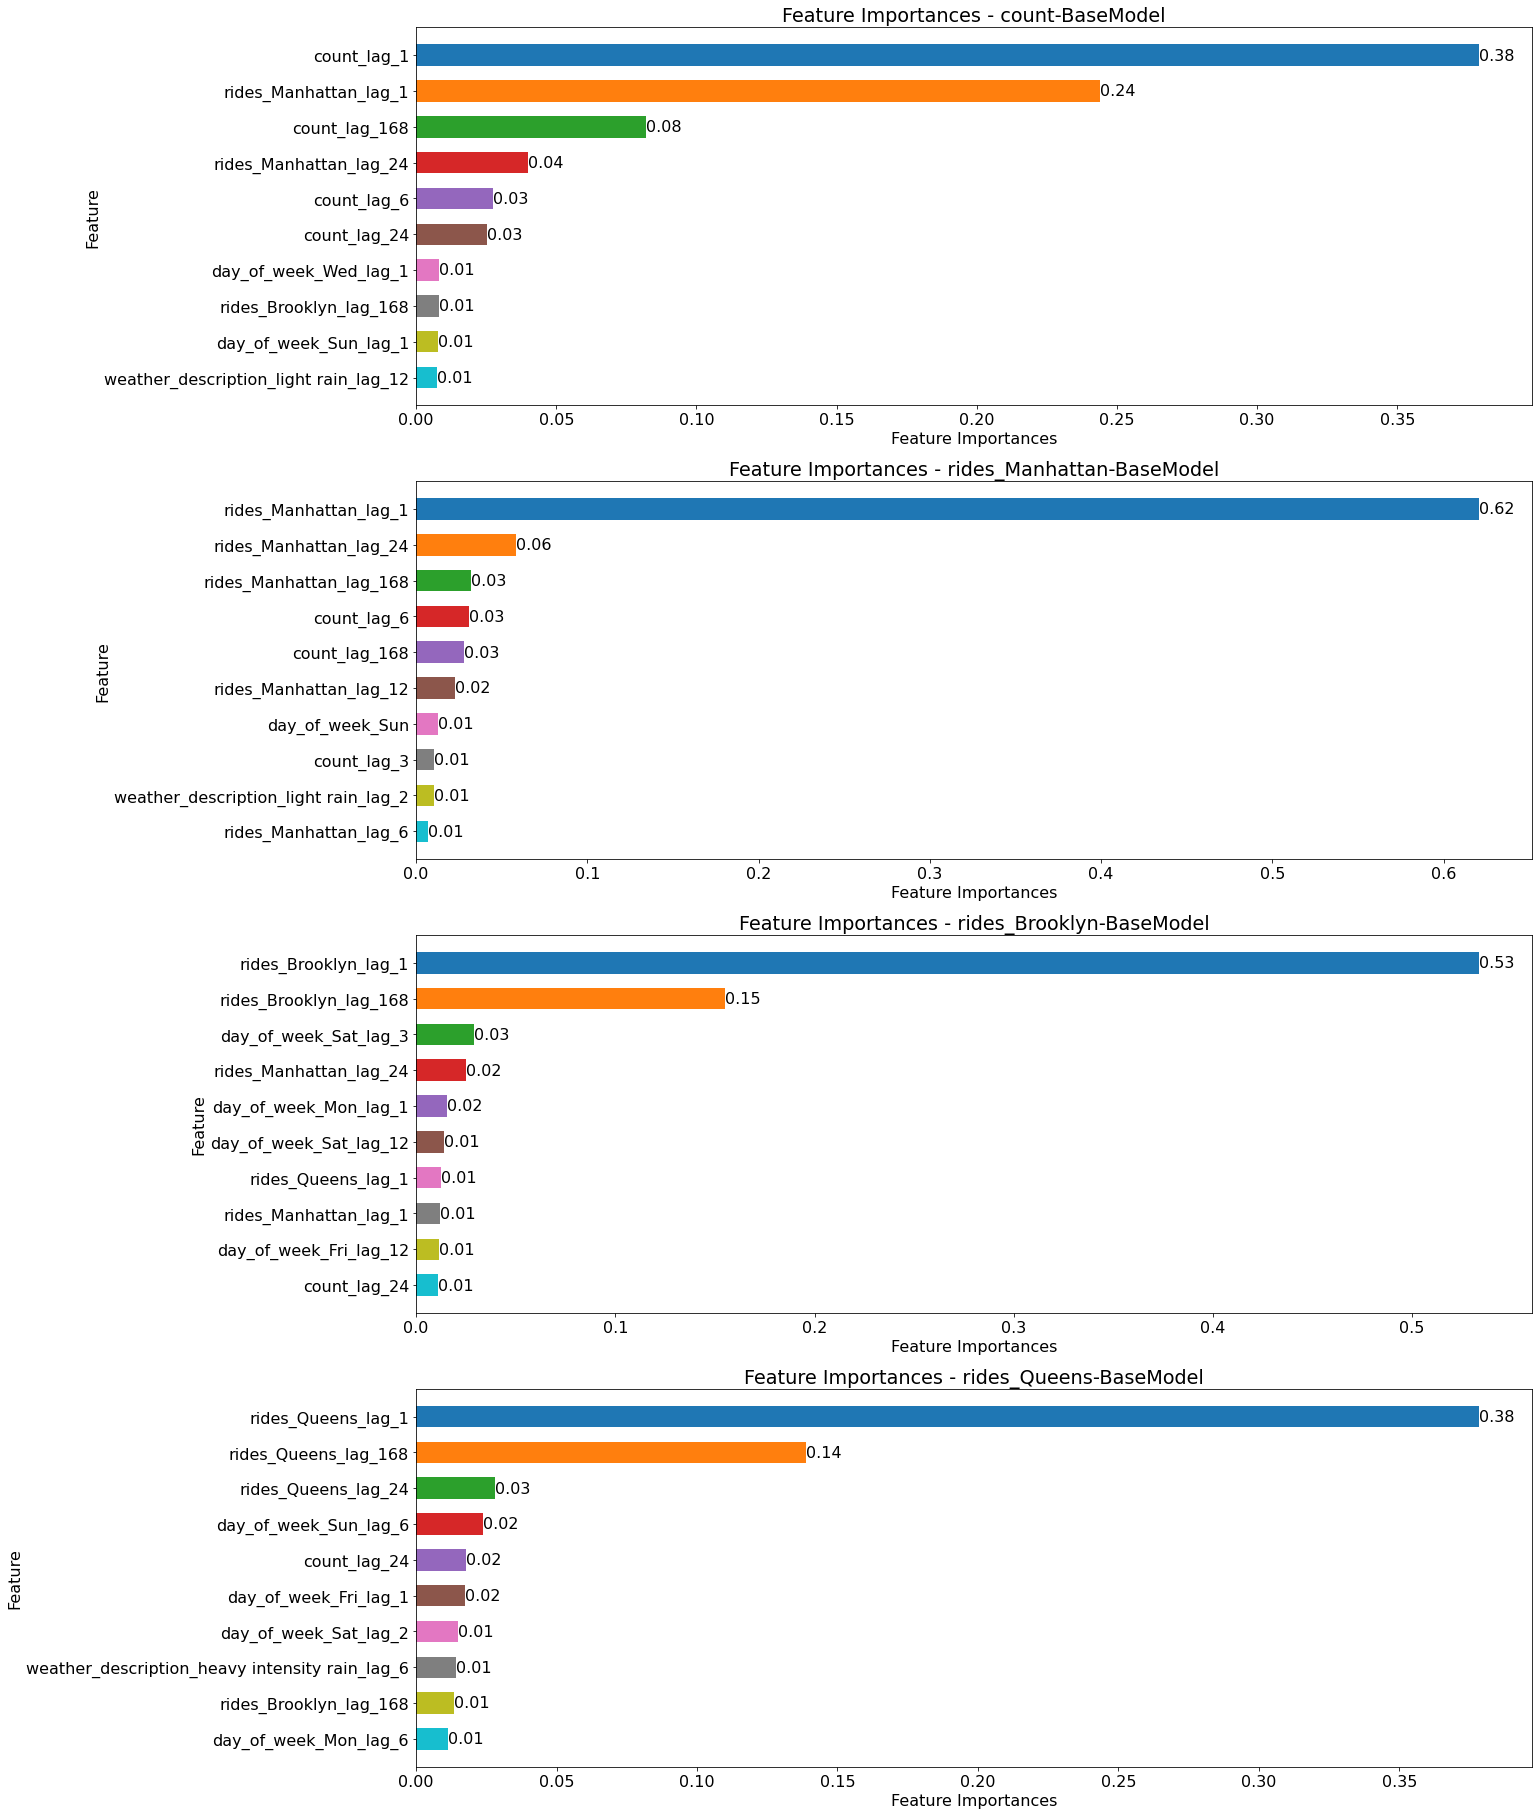 Feature Importances - count-BaseModel
count_lag_1 0.38
rides_Manhattan_lag_1 0.24
count_lag_168 0.08
rides_Manhattan_lag_24 0.04
count_lag_6 0.03
count_lag_24 0.03
day_of_week_Wed_lag_1 0.01
rides_Brooklyn_lag_168 0.01
day_of_week_Sun_lag_1 0.01
weather_description_light rain_lag_12 0.01
Feature
0.00 0.05 0.10 0.15 0.20 0.25 0.30 0.35
Feature Importances
Feature Importances - rides_Manhattan-BaseModel
rides_Manhattan_lag_1 0.62
rides_Manhattan_lag_24 0.06
rides_Manhattan_lag_168 0.03
count_lag_6 0.03
count_lag_168 0.03
rides_Manhattan_lag_12 0.02
day_of_week_Sun 0.01
count_lag_3 0.01
weather_description_light rain_lag_2 0.01
rides_Manhattan_lag_6 0.01
Feature
0.0 0.1 0.2 0.3 0.4 0.5 0.6
Feature Importances
Feature Importances - rides_Brooklyn-BaseModel
rides_Brooklyn_lag_1 0.53
rides_Brooklyn_lag_168 0.15
day_of_week_Sat_lag_3 0.03
rides_Manhattan_lag_24 0.02
day_of_week_Mon_lag_1 0.02
day_of_week_Sat_lag_12 0.01
rides_Queens_lag_1 0.01
rides_Manhattan_lag_1 0.01
day_of_week_Fri_lag_12 0.01
count_lag_24 0.01
Feature
0.0 0.1 0.2 0.3 0.4 0.5
Feature Importances
Feature Importances - rides_Queens-BaseModel
rides_Queens_lag_1 0.38
rides_Queens_lag_168 0.14
rides_Queens_lag_24 0.03
day_of_week_Sun_lag_6 0.02
count_lag_24 0.02
day_of_week_Fri_lag_1 0.02
day_of_week_Sat_lag_2 0.01
weather_description_heavy intensity rain_lag_6 0.01
rides_Brooklyn_lag_168 0.01
day_of_week_Mon_lag_6 0.01
Feature
0.00 0.05 0.10 0.15 0.20 0.25 0.30 0.35
Feature Importances